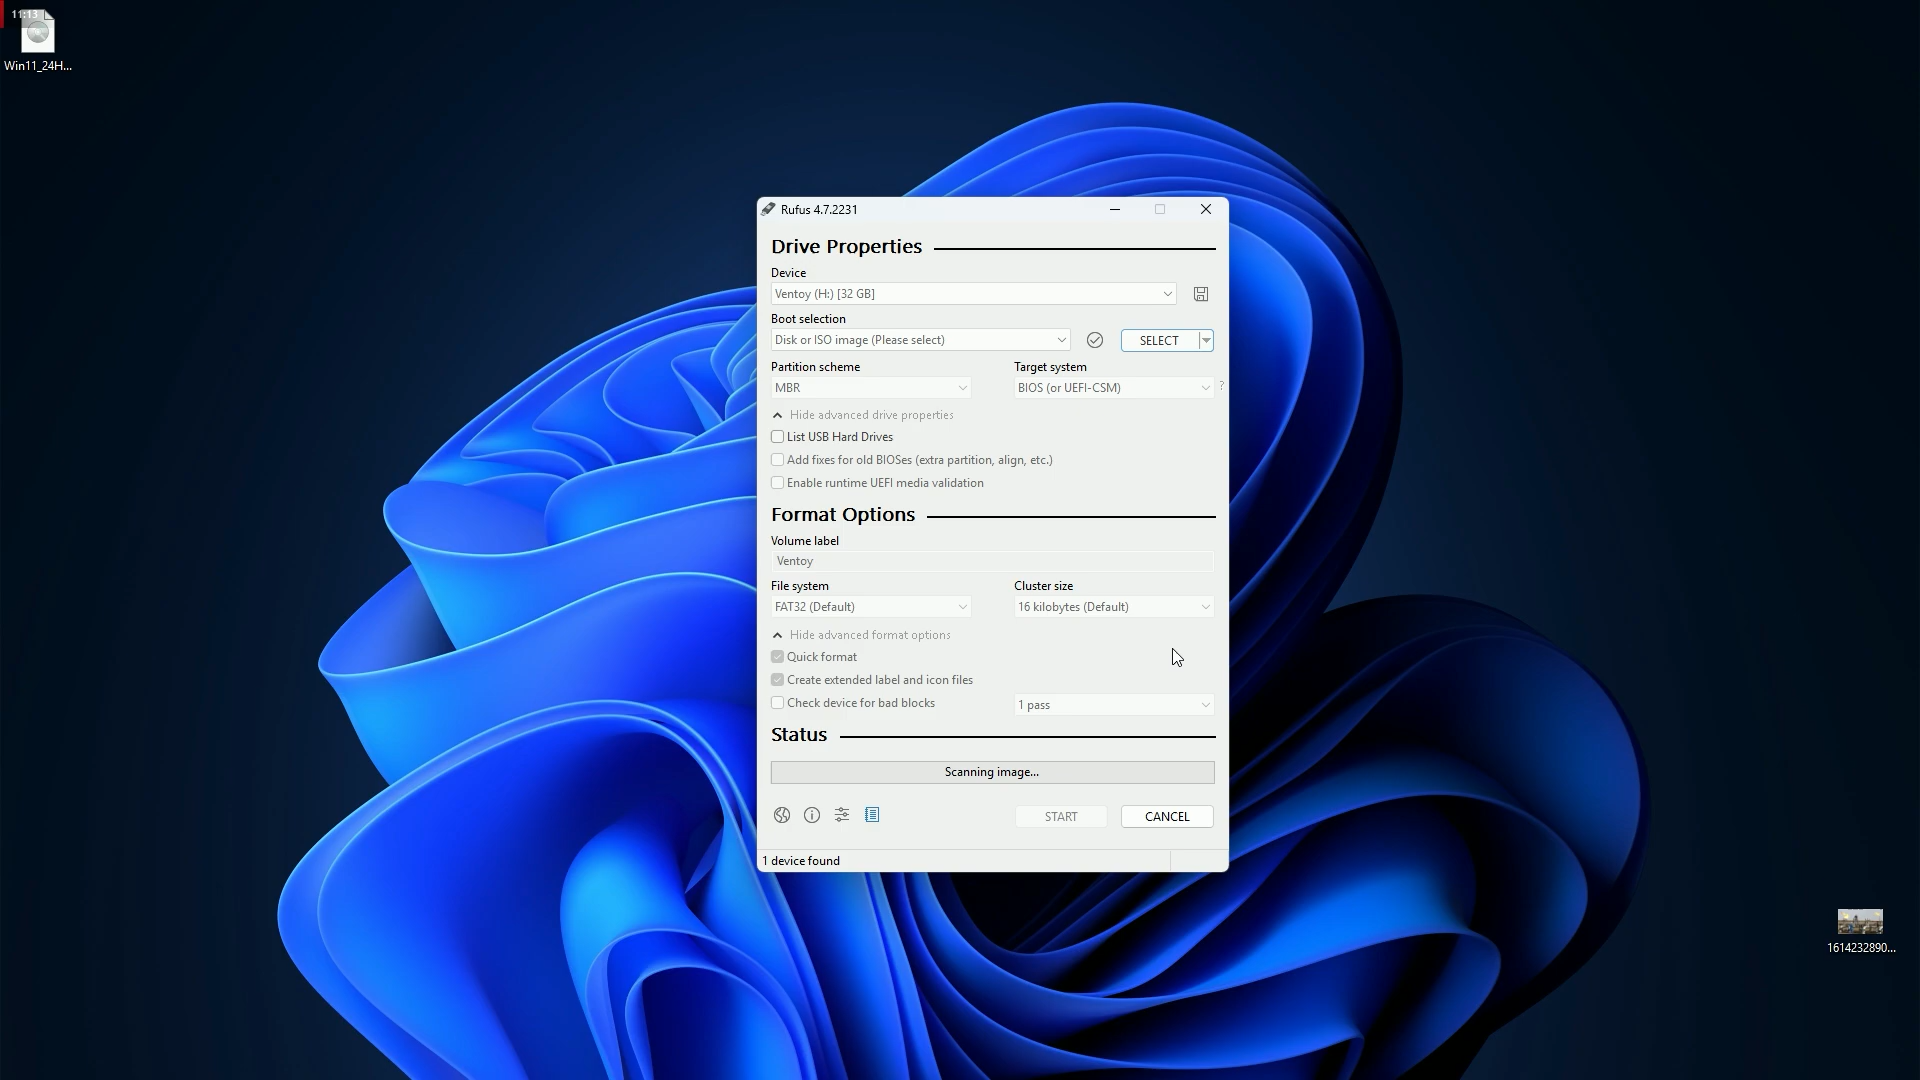 11:13
Win11_24H...
Rufus 4.7.2231
Drive Properties
Device
Ventoy (H:) [32 GB]
Boot selection
Disk or ISO image (Please select)
SELECT
Partition scheme
Target system
MBR
BIOS (or UEFI-CSM)
?
Hide advanced drive properties
List USB Hard Drives
Add fixes for old BIOSes (extra partition, align, etc.)
Enable runtime UEFI media validation
Format Options
Volume label
Ventoy
File system
Cluster size
FAT32 (Default)
16 kilobytes (Default)
Hide advanced format options
Quick format
Create extended label and icon files
Check device for bad blocks
1 pass
Status
Scanning image...
START
CANCEL
1 device found
1614232890...